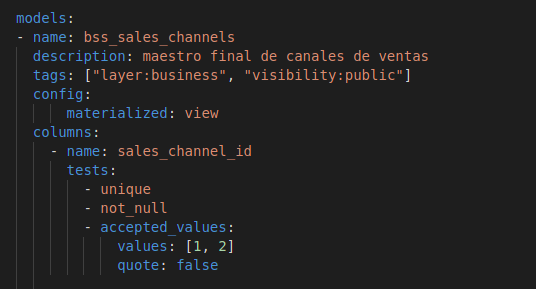 models:
- name: bss_sales_channels
  description: maestro final de canales de ventas
  tags: ["layer:business", "visibility:public"]
  config:
      materialized: view
  columns:
    - name: sales_channel_id
      tests:
        - unique
        - not_null
        - accepted_values:
            values: [1, 2]
            quote: false